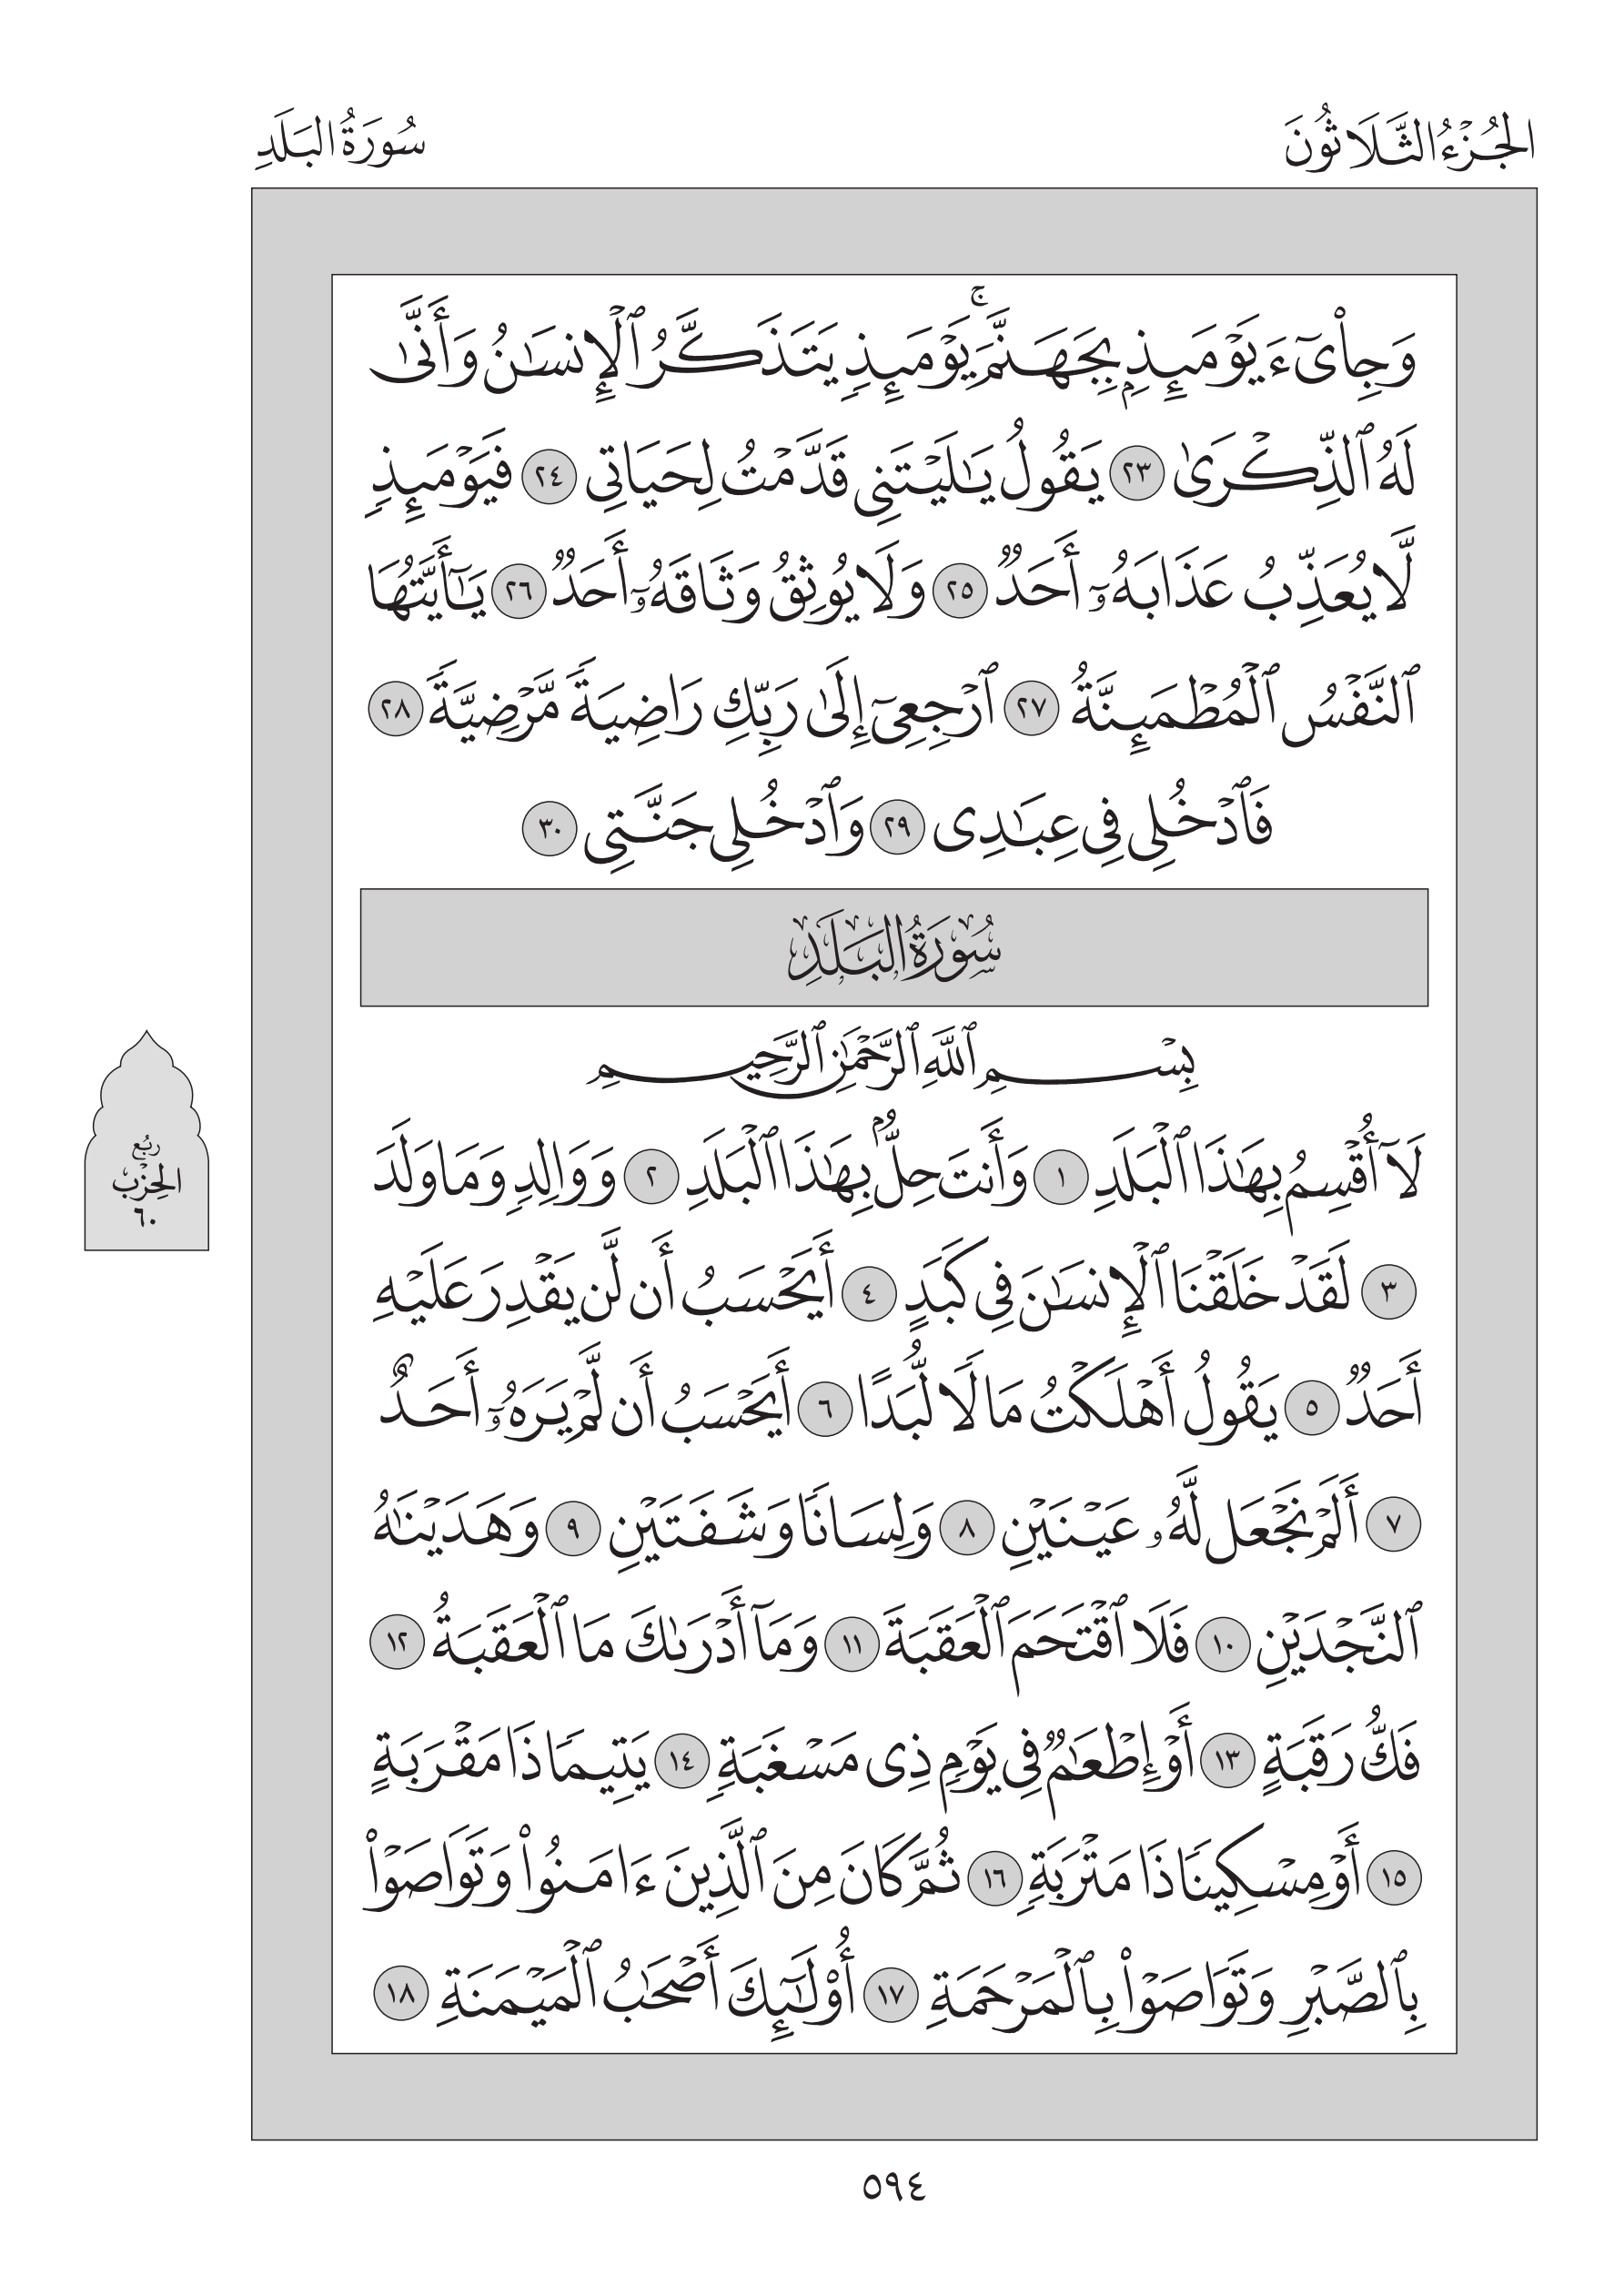 الجُزْءُ الثَّلَاثُونَ
سُورَةُ البَلَدِ
وَجِاْيٓءَ يَوْمَئِذِۭ بِجَهَنَّمَۚ يَوْمَئِذٖ يَتَذَكَّرُ ٱلْإِنسَٰنُ وَأَنَّىٰ
لَهُ ٱلذِّكْرَىٰ ٢٣ يَقُولُ يَٰلَيْتَنِي قَدَّمْتُ لِحَيَاتِي ٢٤ فَيَوْمَئِذٖ
لَّا يُعَذِّبُ عَذَابَهُۥٓ أَحَدٞ ٢٥ وَلَا يُوثِقُ وَثَاقَهُۥٓ أَحَدٞ ٢٦ يَٰٓأَيَّتُهَا
ٱلنَّفْسُ ٱلْمُطْمَئِنَّةُ ٢٧ ٱرْجِعِيٓ إِلَىٰ رَبِّكِ رَاضِيَةٗ مَّرْضِيَّةٗ ٢٨
فَٱدْخُلِي فِي عِبَٰدِي ٢٩ وَٱدْخُلِي جَنَّتِي ٣٠
سُورَةُ البَلَدِ
بِسْمِ ٱللَّهِ ٱلرَّحْمَٰنِ ٱلرَّحِيمِ
لَآ أُقْسِمُ بِهَٰذَا ٱلْبَلَدِ ١ وَأَنتَ حِلُّۢ بِهَٰذَا ٱلْبَلَدِ ٢ وَوَالِدٖ وَمَا وَلَدَ
٣ لَقَدْ خَلَقْنَا ٱلْإِنسَٰنَ فِي كَبَدٍ ٤ أَيَحْسَبُ أَن لَّن يَقْدِرَ عَلَيْهِ
أَحَدٞ ٥ يَقُولُ أَهْلَكْتُ مَالٗا لُّبَدًا ٦ أَيَحْسَبُ أَن لَّمْ يَرَهُۥٓ أَحَدٌ
٧ أَلَمْ نَجْعَل لَّهُۥ عَيْنَيْنِ ٨ وَلِسَانٗا وَشَفَتَيْنِ ٩ وَهَدَيْنَٰهُ
ٱلنَّجْدَيْنِ ١٠ فَلَا ٱقْتَحَمَ ٱلْعَقَبَةَ ١١ وَمَآ أَدْرَىٰكَ مَا ٱلْعَقَبَةُ ١٢
فَكُّ رَقَبَةٍ ١٣ أَوْ إِطْعَٰمٞ فِي يَوْمٖ ذِي مَسْغَبَةٖ ١٤ يَتِيمٗا ذَا مَقْرَبَةٍ
١٥ أَوْ مِسْكِينٗا ذَا مَتْرَبَةٖ ١٦ ثُمَّ كَانَ مِنَ ٱلَّذِينَ ءَامَنُوا۟ وَتَوَاصَوْا۟
بِٱلصَّبْرِ وَتَوَاصَوْا۟ بِٱلْمَرْحَمَةِ ١٧ أُو۟لَٰٓئِكَ أَصْحَٰبُ ٱلْمَيْمَنَةِ ١٨
رُبْعُ
الحِزْبِ
٦٠
٥٩٤